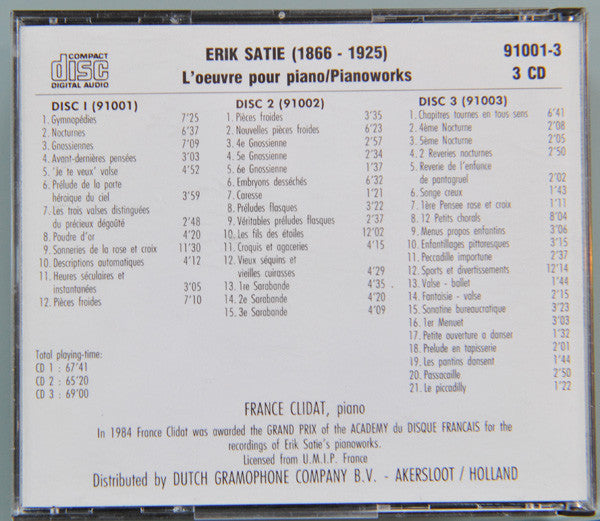 COMPACT
disc
DIGITAL AUDIO
ERIK SATIE (1866 - 1925)
L'oeuvre pour piano/Pianoworks
91001-3
3 CD
DISC I (91001)
1. Gymnopédies 7'25
2. Nocturnes 6'37
3. Gnossiennes 7'09
4. Avant-dernières pensées 3'03
5. 'Je te veux' valse 4'52
6. Prélude de la porte
héroique du ciel 3'59
7. Les trois valses distinguées
du précieux dégoûté 2'48
8. Poudre d'or 4'20
9. Sonneries de la rose et croix 11'30
10. Descriptions automatiques 4'12
11. Heures séculaires et
instantanées 3'05
12. Pièces froides 7'10
Total playing-time:
CD 1 : 67'41
CD 2 : 65'20
CD 3 : 69'00
DISC 2 (91002)
1. Pièces froides 3'35
2. Nouvelles pièces froides 6'23
3. 4e Gnossienne 2'57
4. 5e Gnossienne 2'34
5. 6e Gnossienne 1'37
6. Embryons desséchés 6'32
7. Caresse 1'21
8. Préludes flasques 3'22
9. Véritables préludes flasques 2'37
10. Les fils des étoiles 12'02
11. Croquis et agaceries 4'15
12. Vieux séquins et
vieilles cuirasses 4'29
13. 1re Sarabande 4'35
14. 2e Sarabande 4'20
15. 3e Sarabande 4'09
DISC 3 (91003)
1. Chapitres tournes en tous sens 6'41
2. 4ème Nocturne 2'08
3. 5ème Nocturne 2'05
4. 2 Reveries nocturnes 2'50
5. Reverie de l'enfance
de pantagruel 2'02
6. Songe creux 1'43
7. 1ère Pensee rose et croix 1'11
8. 12 Petits chorals 8'04
9. Menus propos enfantins 3'06
10. Enfantillages pittoresques 3'15
11. Peccadille importune 2'37
12. Sports et divertissements 12'14
13. Valse - ballet 1'44
14. Fantaisie - valse 2'15
15. Sonatine bureaucratique 3'23
16. 1er Menuet 3'03
17. Petite ouverture a danser 1'32
18. Prelude en tapisserie 2'01
19. Les pantins dansent 1'44
20. Passacaille 2'50
21. Le piccadilly 1'22
FRANCE CLIDAT, piano
In 1984 France Clidat was awarded the GRAND PRIX of the ACADEMY du DISQUE FRANCAIS for the
recordings of Erik Satie's pianoworks.
Licensed from U.M.I.P. France
Distributed by DUTCH GRAMOPHONE COMPANY B.V. - AKERSLOOT / HOLLAND